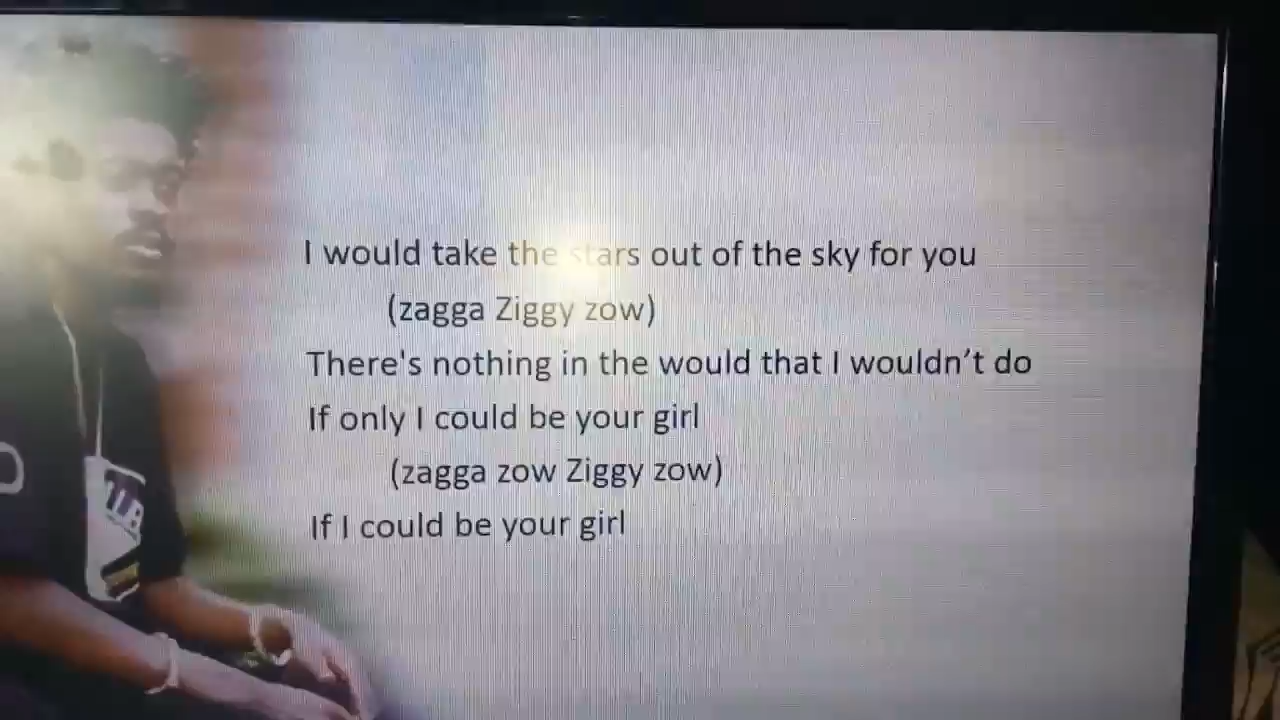 I would take the stars out of the sky for you
(zagga Ziggy zow)
There's nothing in the would that I wouldn't do
If only I could be your girl
(zagga zow Ziggy zow)
If I could be your girl